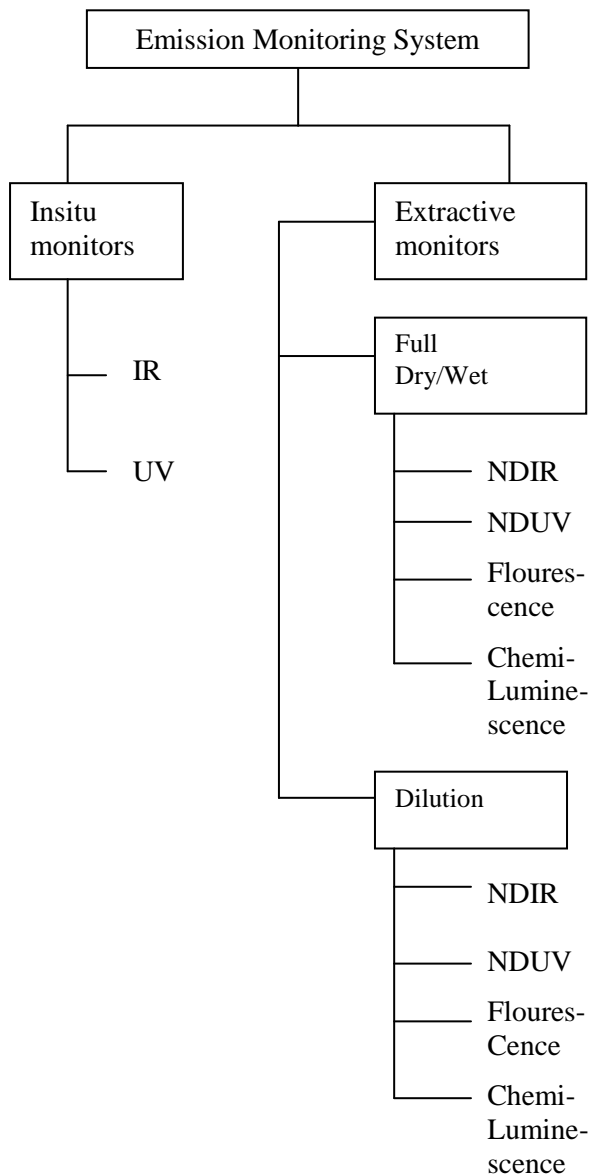 Emission Monitoring System
Insitu
monitors
IR
UV
Extractive
monitors
Full
Dry/Wet
NDIR
NDUV
Floures-
cence
Chemi-
Lumine-
scence
Dilution
NDIR
NDUV
Floures-
Cence
Chemi-
Lumine-
scence